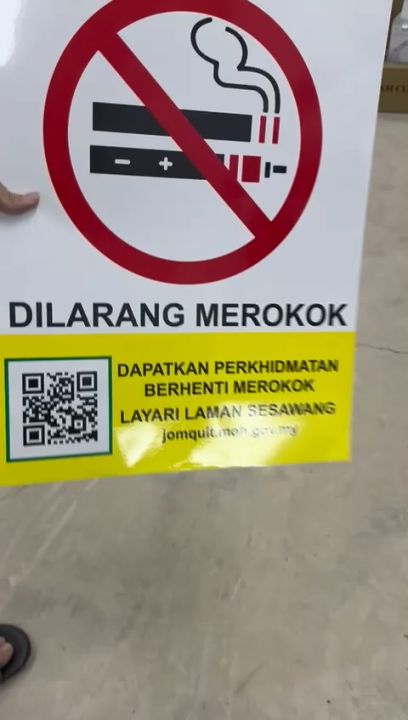 DILARANG MEROKOK
DAPATKAN PERKHIDMATAN
BERHENTI MEROKOK
LAYARI LAMAN SESAWANG
jomquit.moh.gov.my